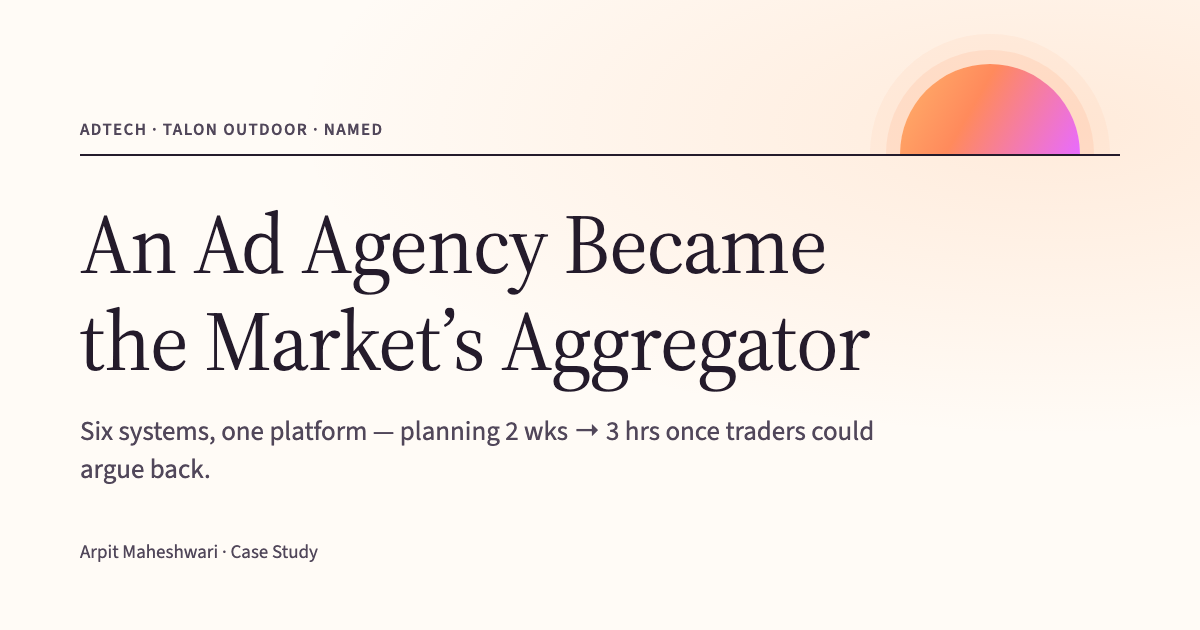 ADTECH · TALON OUTDOOR · NAMED
An Ad Agency Became
the Market’s Aggregator
Six systems, one platform — planning 2 wks → 3 hrs once traders could
argue back.
Arpit Maheshwari · Case Study